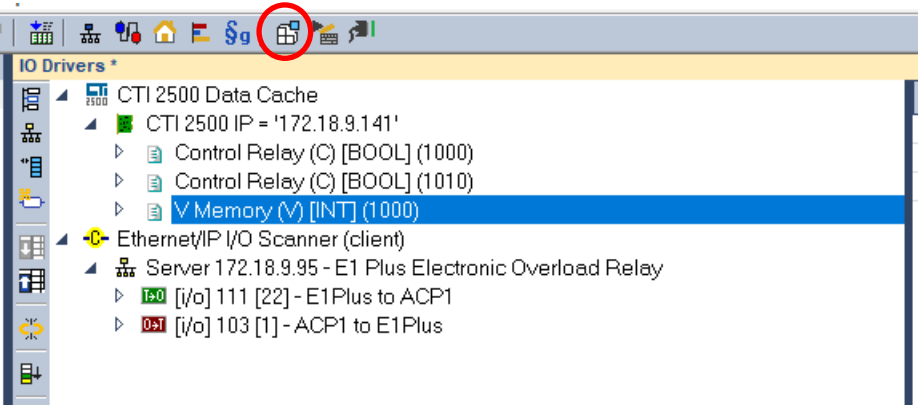 §g
IO Drivers *
CTI 2500 CTI 2500 Data Cache
CTI 2500 IP = '172.18.9.141'
Control Relay (C) [BOOL] (1000)
Control Relay (C) [BOOL] (1010)
V Memory (V) [INT] (1000)
-C- Ethernet/IP I/O Scanner (client)
Server 172.18.9.95 - E1 Plus Electronic Overload Relay
T→O [i/o] 111 [22] - E1Plus to ACP1
O→T [i/o] 103 [1] - ACP1 to E1Plus